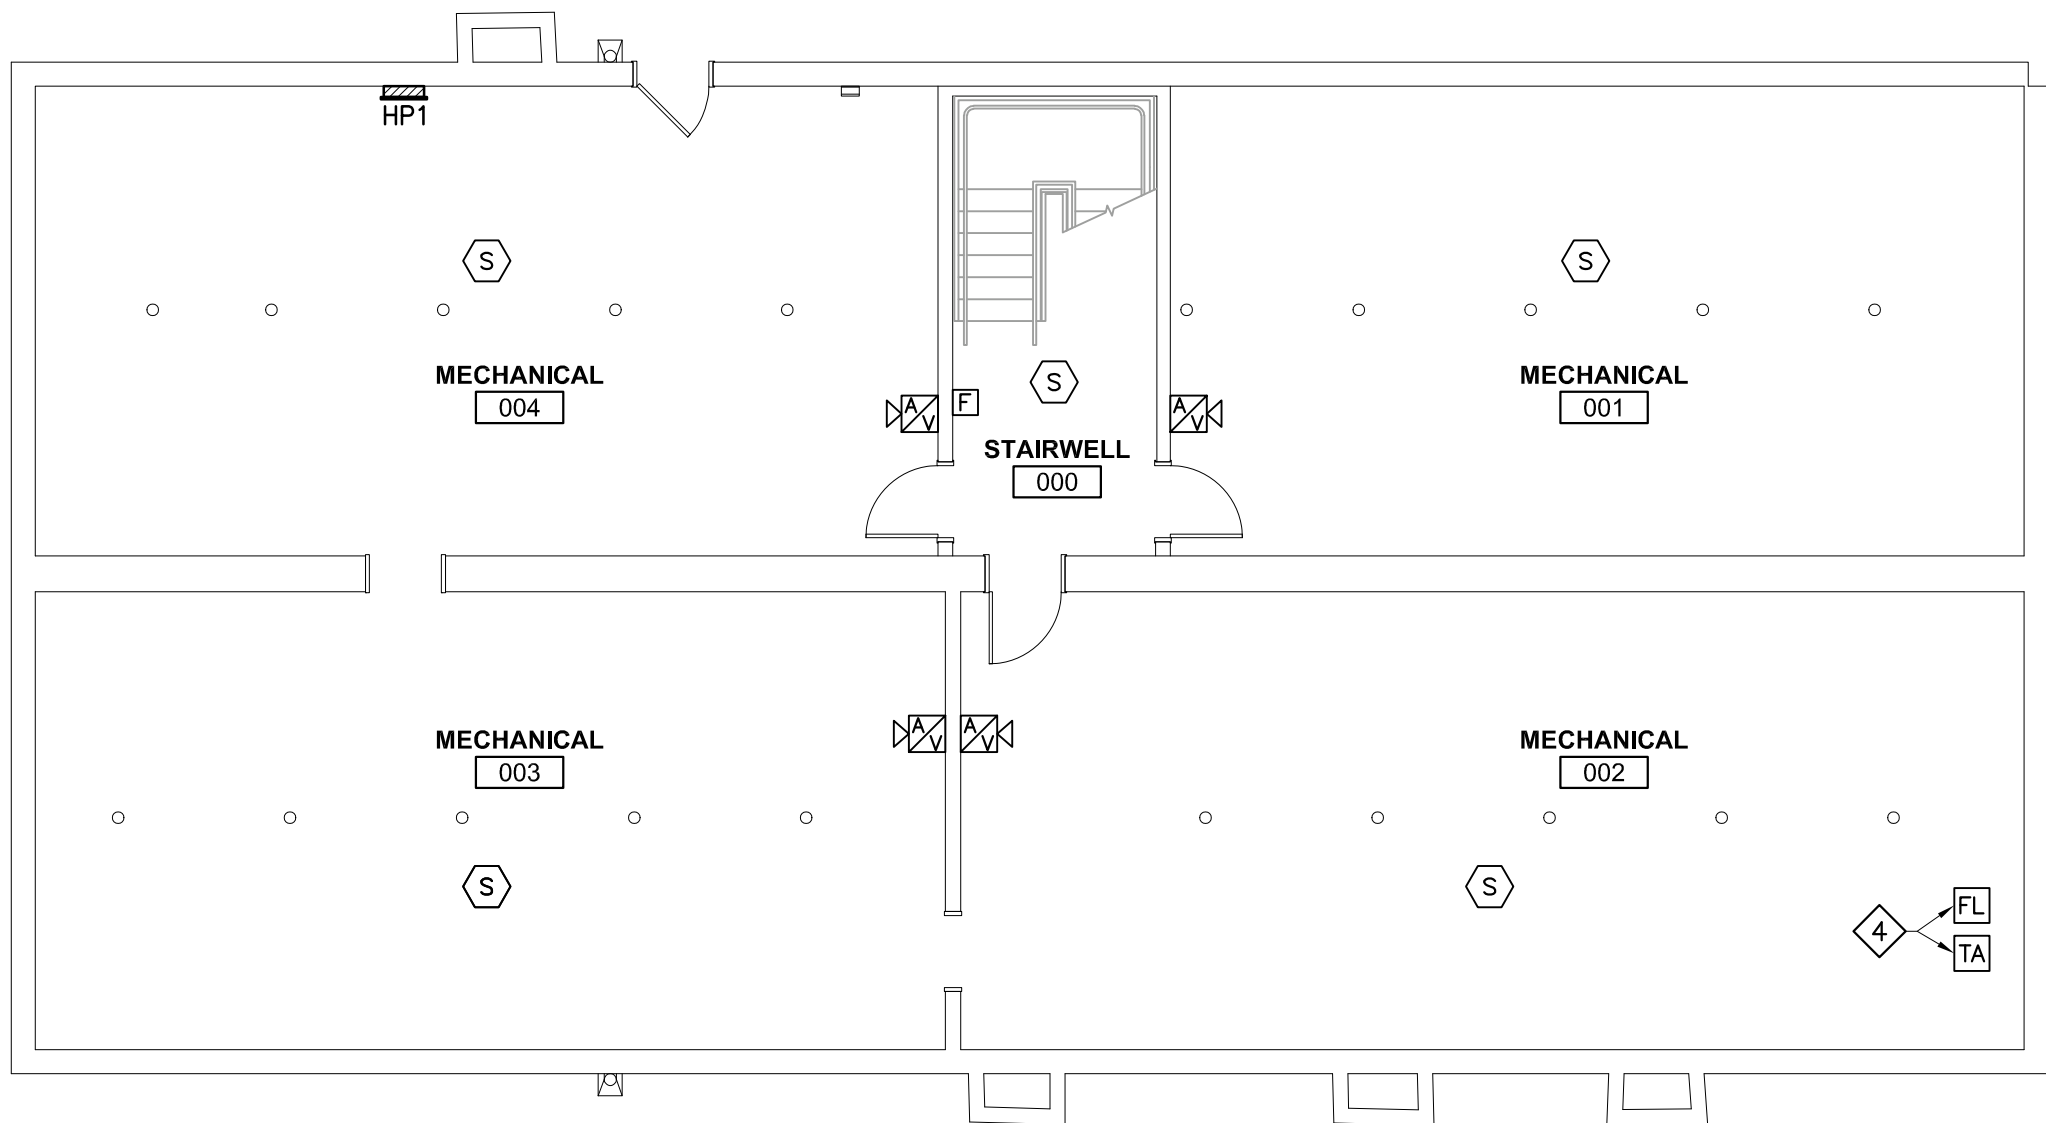 HP1
S
S
MECHANICAL
004
MECHANICAL
001
S
A
V
F
A
V
STAIRWELL
000
A
V
A
V
MECHANICAL
003
MECHANICAL
002
S
S
FL
4
TA